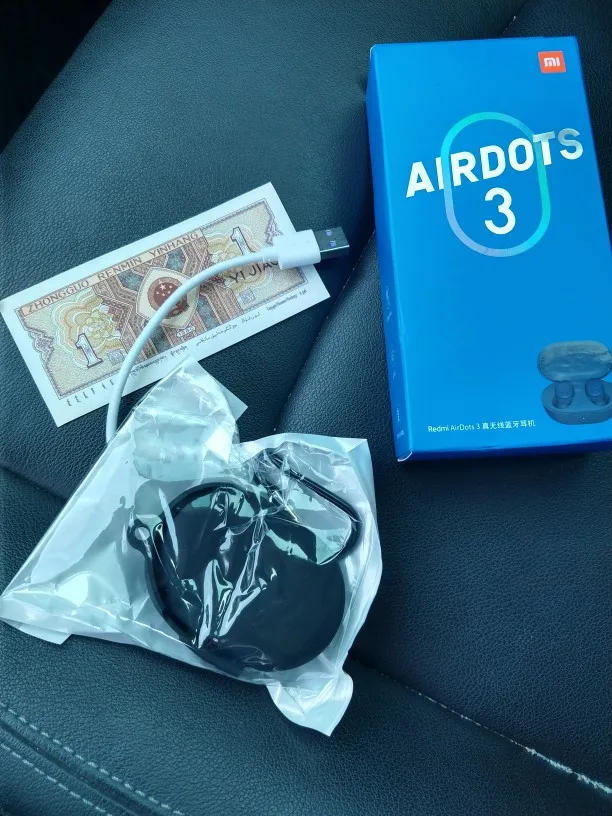 mi
AIRDOTS
3
Redmi AirDots 3 真无线蓝牙耳机
ZHONGGUO RENMIN YINHANG
1
YI JIAO
1